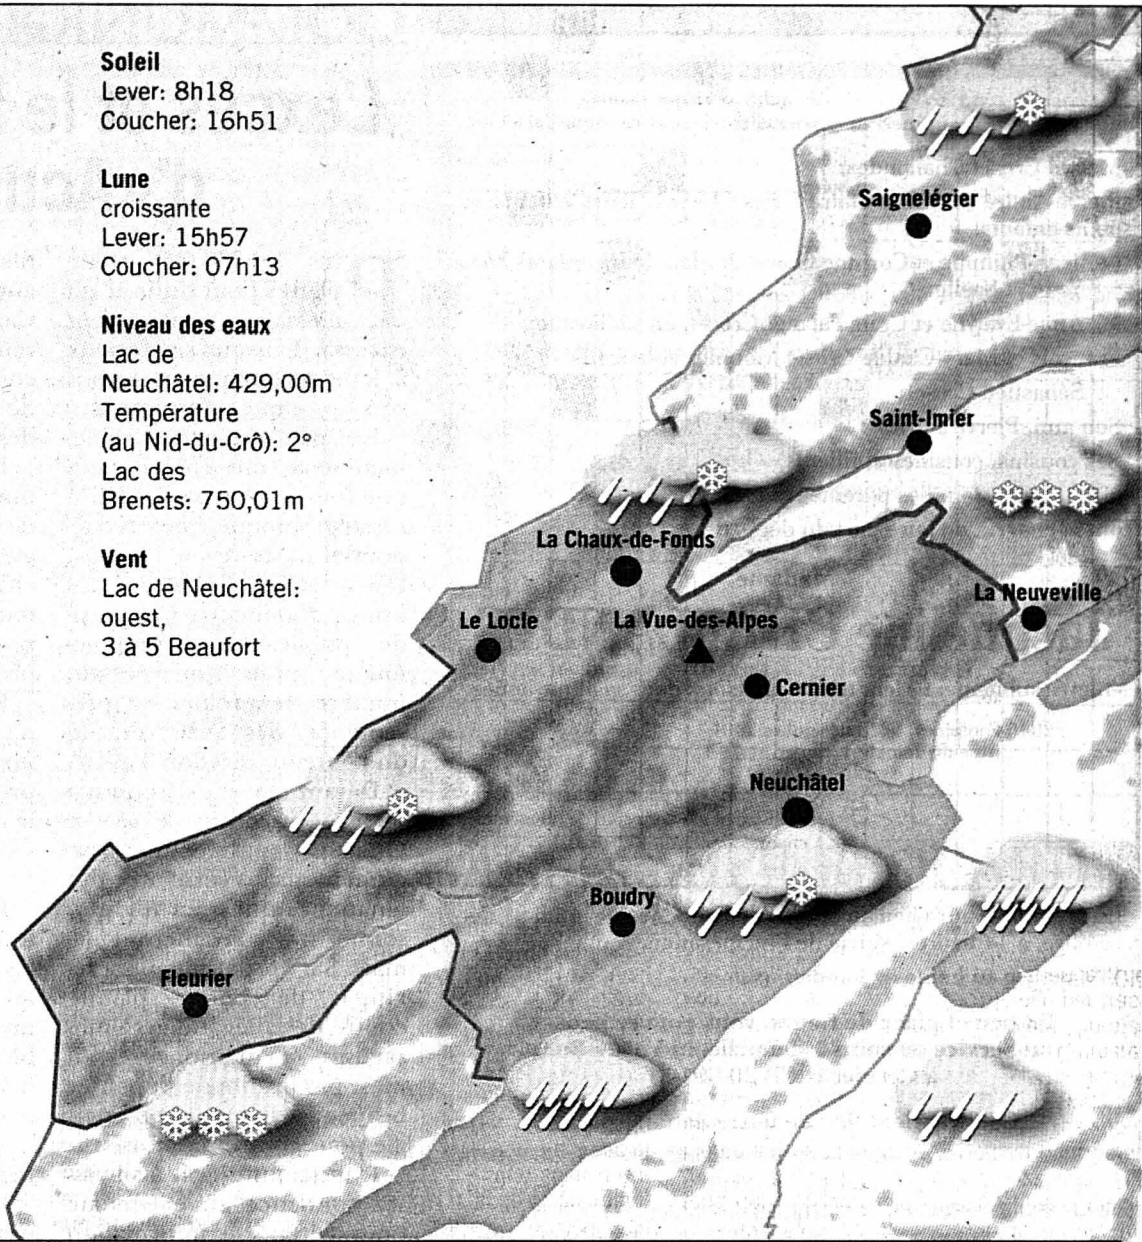 Soleil
Lever: 8h18
Coucher: 16h51
Lune
croissante
Lever: 15h57
Coucher: 07h13
Niveau des eaux
Lac de
Neuchâtel: 429,00m
Température
(au Nid-du-Crô): 2°
Lac des
Brenets: 750,01m
Vent
Lac de Neuchâtel:
ouest,
3 à 5 Beaufort
Saignelégier
Saint-Imier
La Chaux-de-Fonds
La Neuveville
Le Locle
La Vue-des-Alpes
Cernier
Neuchâtel
Boudry
Fleurier